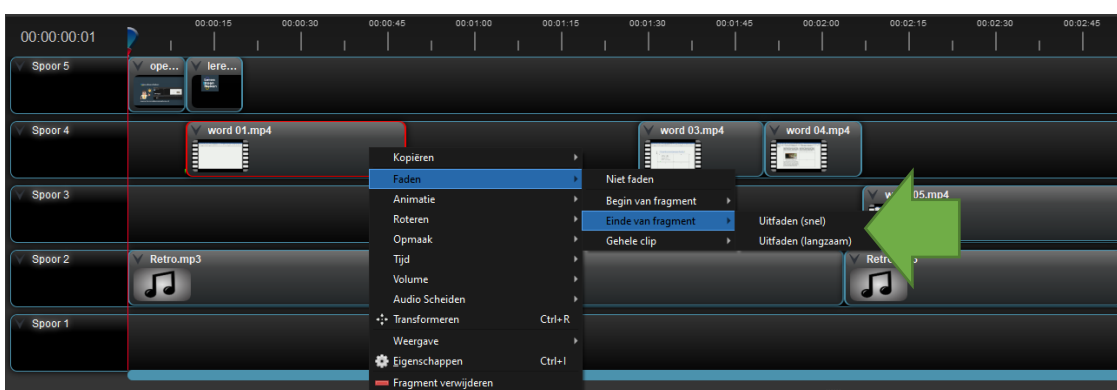 00:00:00:01
00:00:15 00:00:30 00:00:45 00:01:00 00:01:15 00:01:30 00:01:45 00:02:00 00:02:15 00:02:30 00:02:45
Spoor 5
ope... lere...
Spoor 4
word 01.mp4 word 03.mp4 word 04.mp4
Spoor 3
05.mp4
Spoor 2
Retro.mp3
Spoor 1
Kopiëren
Faden
Animatie
Roteren
Opmaak
Tijd
Volume
Audio Scheiden
Transformeren Ctrl+R
Weergave
Eigenschappen Ctrl+I
Fragment verwijderen
Niet faden
Begin van fragment
Einde van fragment
Gehele clip
Uitfaden (snel)
Uitfaden (langzaam)